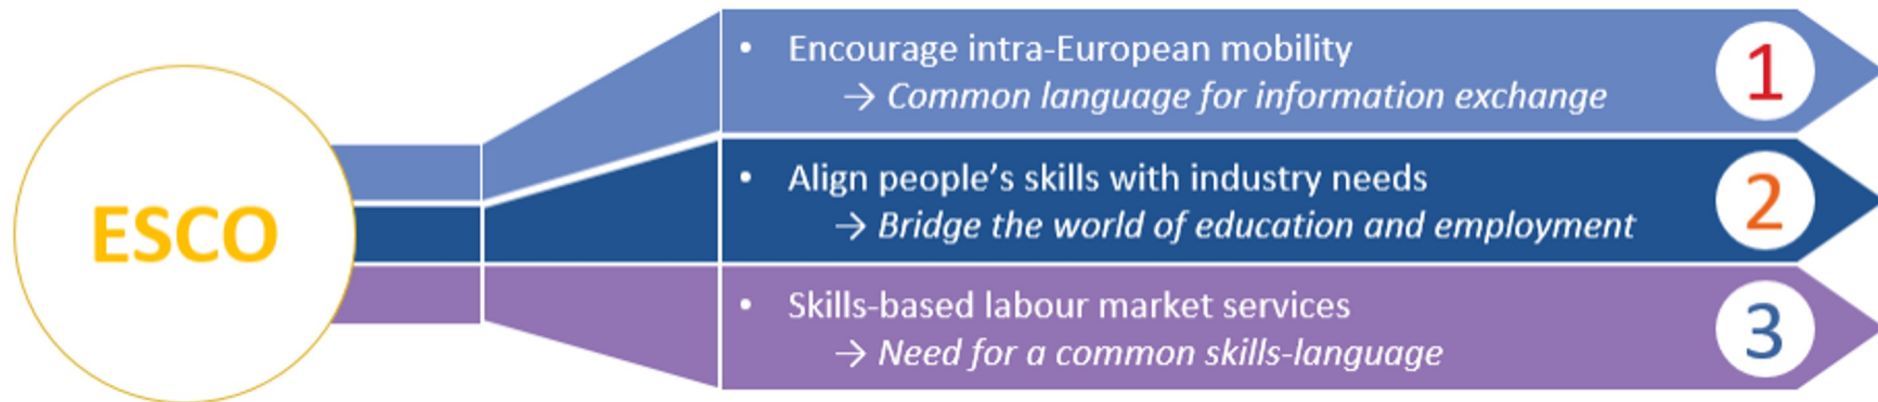 ESCO
• Encourage intra-European mobility
→ Common language for information exchange
1
• Align people’s skills with industry needs
→ Bridge the world of education and employment
2
• Skills-based labour market services
→ Need for a common skills-language
3